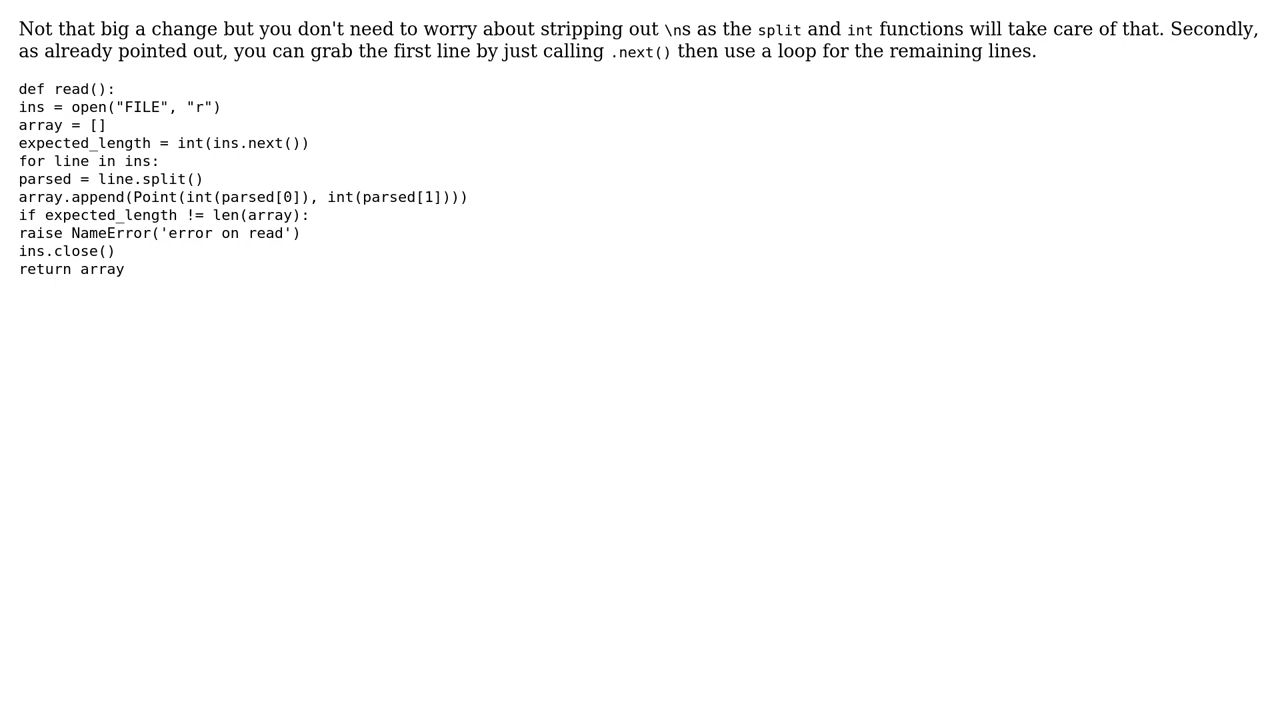 Not that big a change but you don't need to worry about stripping out \ns as the split and int functions will take care of that. Secondly,
as already pointed out, you can grab the first line by just calling .next() then use a loop for the remaining lines.
def read():
ins = open("FILE", "r")
array = []
expected_length = int(ins.next())
for line in ins:
parsed = line.split()
array.append(Point(int(parsed[0]), int(parsed[1])))
if expected_length != len(array):
raise NameError('error on read')
ins.close()
return array